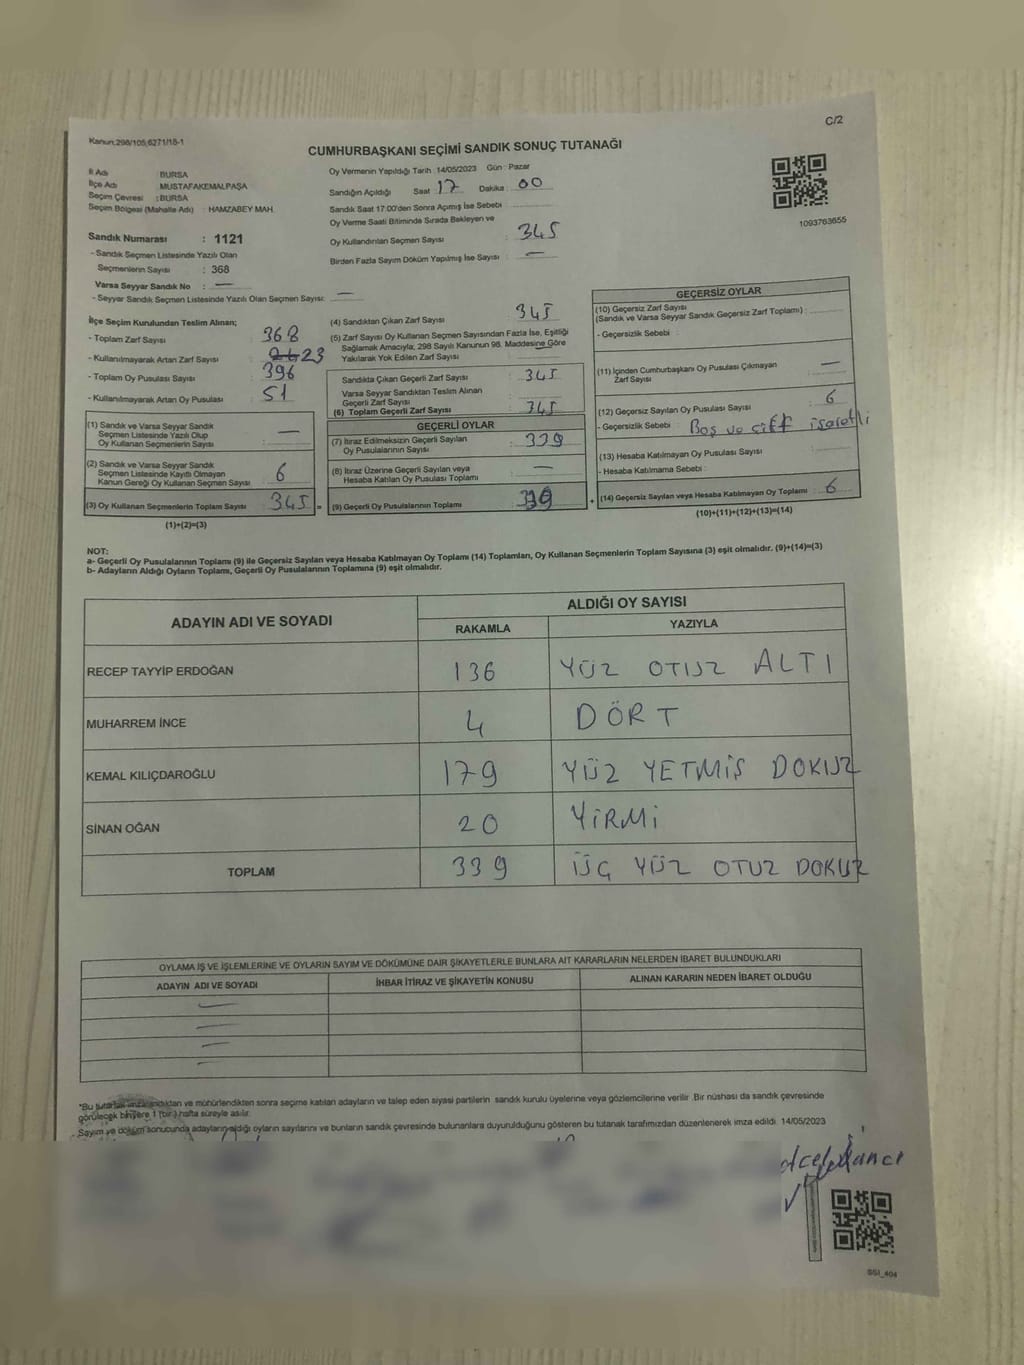 C/2
Kanun:298/105,6271/18-1
CUMHURBAŞKANI SEÇİMİ SANDIK SONUÇ TUTANAĞI
İl Adı : BURSA
İlçe Adı : MUSTAFAKEMALPAŞA
Seçim Çevresi : BURSA
Seçim Bölgesi (Mahalle Adı) : HAMZABEY MAH.
Sandık Numarası : 1121
- Sandık Seçmen Listesinde Yazılı Olan
Seçmenlerin Sayısı : 368
Varsa Seyyar Sandık No : —
- Seyyar Sandık Seçmen Listesinde Yazılı Olan Seçmen Sayısı: —
Oy Vermenin Yapıldığı Tarih 14/05/2023 Gün : Pazar
Sandığın Açıldığı Saat 17 Dakika : 00
Sandık Saat 17:00'den Sonra Açımış İse Sebebi :
Oy Verme Saati Bitiminde Sırada Bekleyen ve
Oy Kullandırılan Seçmen Sayısı : 345
Birden Fazla Sayım Döküm Yapılmış İse Sayısı : —
1093763655
İlçe Seçim Kurulundan Teslim Alınan;
- Toplam Zarf Sayısı : 368
- Kullanılmayarak Artan Zarf Sayısı : 23
- Toplam Oy Pusulası Sayısı : 396
- Kullanılmayarak Artan Oy Pusulası : 51
(1) Sandık ve Varsa Seyyar Sandık
Seçmen Listesinde Yazılı Olup
Oy Kullanan Seçmenlerin Sayısı : —
(2) Sandık ve Varsa Seyyar Sandık
Seçmen Listesinde Kayıtlı Olmayan
Kanun Gereği Oy Kullanan Seçmen Sayısı : 6
(3) Oy Kullanan Seçmenlerin Toplam Sayısı : 345 =
(1)+(2)=(3)
(4) Sandıktan Çıkan Zarf Sayısı : 345
(5) Zarf Sayısı Oy Kullanan Seçmen Sayısından Fazla İse, Eşitliği
Sağlamak Amacıyla, 298 Sayılı Kanunun 98. Maddesine Göre
Yakılarak Yok Edilen Zarf Sayısı :
Sandıkta Çıkan Geçerli Zarf Sayısı : 345
Varsa Seyyar Sandıktan Teslim Alınan
Geçerli Zarf Sayısı :
(6) Toplam Geçerli Zarf Sayısı : 345
GEÇERLİ OYLAR
(7) İtiraz Edilmeksizin Geçerli Sayılan
Oy Pusulalarının Sayısı : 339
(8) İtiraz Üzerine Geçerli Sayılan veya
Hesaba Katılan Oy Pusulası Toplamı : —
(9) Geçerli Oy Pusulalarının Toplamı : 339 +
GEÇERSİZ OYLAR
(10) Geçersiz Zarf Sayısı
(Sandık ve Varsa Seyyar Sandık Geçersiz Zarf Toplamı) :
- Geçersizlik Sebebi :
(11) İçinden Cumhurbaşkanı Oy Pusulası Çıkmayan
Zarf Sayısı : —
(12) Geçersiz Sayılan Oy Pusulası Sayısı : 6
- Geçersizlik Sebebi : Boş ve çift işaretli
(13) Hesaba Katılmayan Oy Pusulası Sayısı :
- Hesaba Katılmama Sebebi :
(14) Geçersiz Sayılan veya Hesaba Katılmayan Oy Toplamı : 6
(10)+(11)+(12)+(13)=(14)
NOT:
a- Geçerli Oy Pusulalarının Toplamı (9) ile Geçersiz Sayılan veya Hesaba Katılmayan Oy Toplamı (14) Toplamları, Oy Kullanan Seçmenlerin Toplam Sayısına (3) eşit olmalıdır. (9)+(14)=(3)
b- Adayların Aldığı Oyların Toplamı, Geçerli Oy Pusulalarının Toplamına (9) eşit olmalıdır.
ADAYIN ADI VE SOYADI ALDIĞI OY SAYISI
RAKAMLA YAZIYLA
RECEP TAYYİP ERDOĞAN 136 YÜZ OTUZ ALTI
MUHARREM İNCE 4 DÖRT
KEMAL KILIÇDAROĞLU 179 YÜZ YETMİŞ DOKUZ
SİNAN OĞAN 20 YİRMİ
TOPLAM 339 ÜÇ YÜZ OTUZ DOKUZ
OYLAMA İŞ VE İŞLEMLERİNE VE OYLARIN SAYIM VE DÖKÜMÜNE DAİR ŞİKAYETLERLE BUNLARA AİT KARARLARIN NELERDEN İBARET BULUNDUKLARI
ADAYIN ADI VE SOYADI İHBAR İTİRAZ VE ŞİKAYETİN KONUSU ALINAN KARARIN NEDEN İBARET OLDUĞU
*Bu tutanak imzalandıktan ve mühürlendikten sonra seçime katılan adayların ve talep eden siyasi partilerin sandık kurulu üyelerine veya gözlemcilerine verilir .Bir nüshası da sandık çevresinde
görülecek bir yere 1 (bir ) hafta süreyle asılır.
- Sayım ve döküm sonucunda adayların aldığı oyların sayılarını ve bunların sandık çevresinde bulunanlara duyurulduğunu gösteren bu tutanak tarafımızdan düzenlenerek imza edildi. 14/05/2023
SSI_404